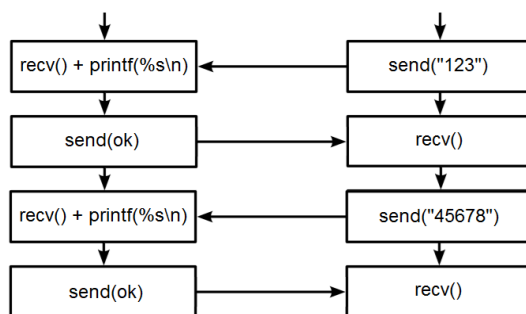 recv() + printf(%s\n)
send("123")
send(ok)
recv()
recv() + printf(%s\n)
send("45678")
send(ok)
recv()